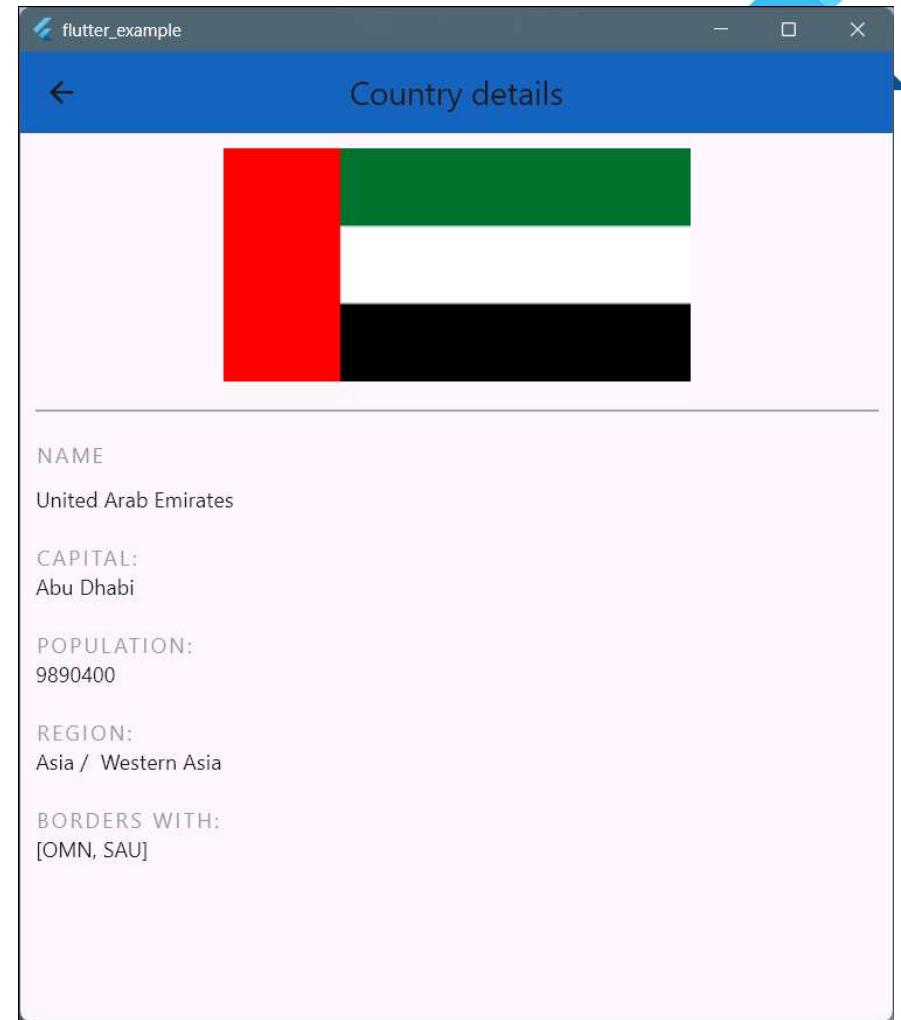 flutter_example
Country details
NAME
United Arab Emirates
CAPITAL:
Abu Dhabi
POPULATION:
9890400
REGION:
Asia /  Western Asia
BORDERS WITH:
[OMN, SAU]